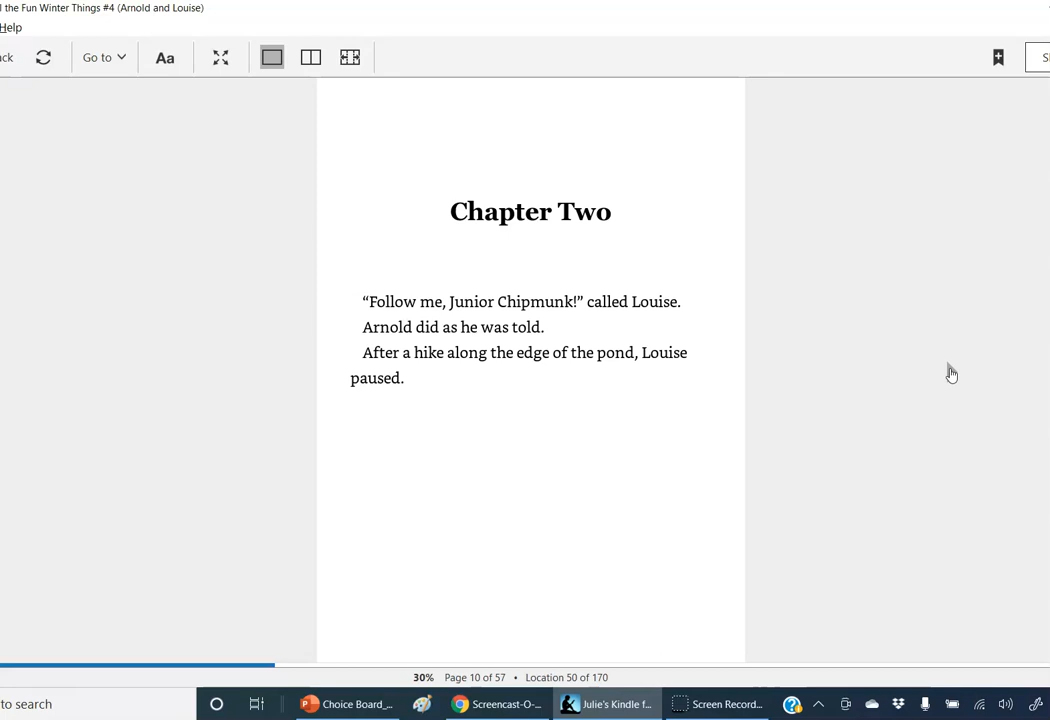 l the Fun Winter Things #4 (Arnold and Louise)
Help
ack
Go to
Aa
Chapter Two
“Follow me, Junior Chipmunk!” called Louise.
Arnold did as he was told.
After a hike along the edge of the pond, Louise
paused.
30% Page 10 of 57 • Location 50 of 170
to search
Choice Board_...
Screencast-O-...
Julie's Kindle f...
Screen Record...